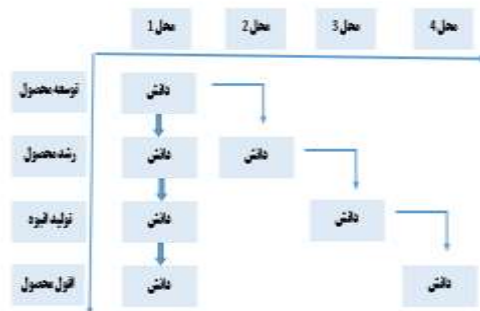 محل 1
محل 2
محل 3
محل 4
توسعه محصول
دانش
رشد محصول
دانش
دانش
تولید انبوه
دانش
دانش
افول محصول
دانش
دانش